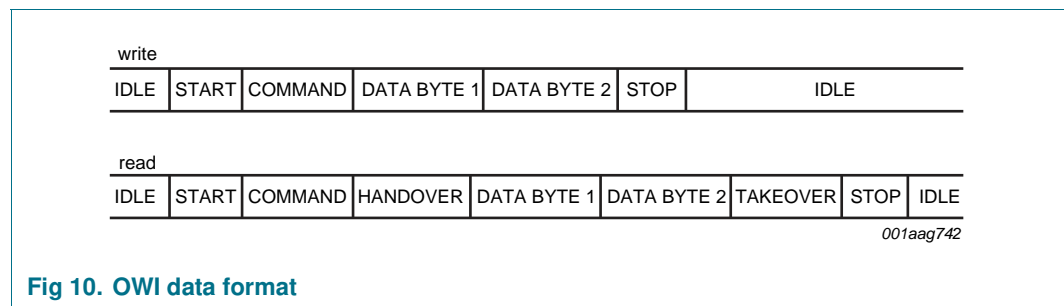 write
IDLE START COMMAND DATA BYTE 1 DATA BYTE 2 STOP IDLE
read
IDLE START COMMAND HANDOVER DATA BYTE 1 DATA BYTE 2 TAKEOVER STOP IDLE
001aag742
Fig 10. OWI data format